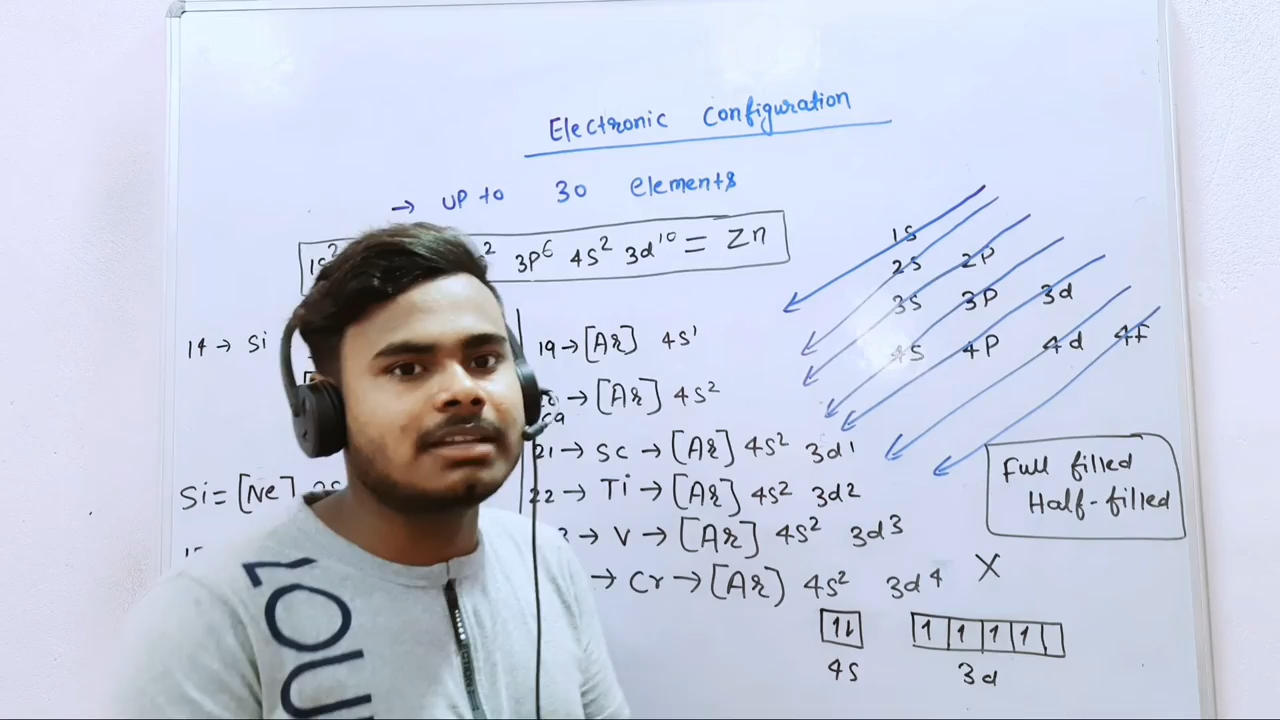 Electronic Configuration
→ up to 30 elements
1s² 3p⁶ 4s² 3d¹⁰ = Zn
1s
2s 2p
3s 3p 3d
4s 4p 4d 4f
14 → Si
Si = [Ne]
19 → [Ar] 4s¹
→ [Ar] 4s²
Ca
21 → Sc → [Ar] 4s² 3d¹
22 → Ti → [Ar] 4s² 3d²
→ V → [Ar] 4s² 3d³
→ Cr → [Ar] 4s² 3d⁴ X
Full filled
Half-filled
4s 3d